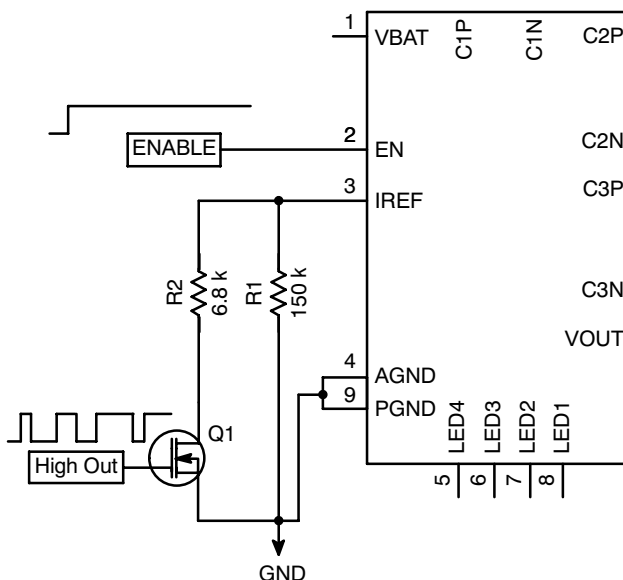 1
VBAT
C1P
C1N
C2P
ENABLE
2
EN
C2N
3
IREF
C3P
R2
6.8 k
R1
150 k
C3N
VOUT
4
AGND
9
PGND
LED4
LED3
LED2
LED1
Q1
High Out
5
6
7
8
GND